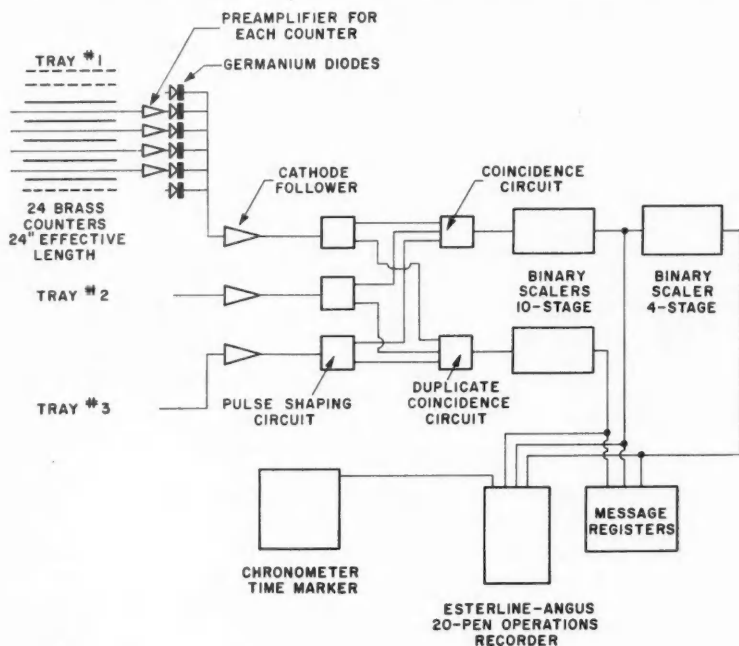 PREAMPLIFIER FOR
EACH COUNTER
TRAY #1
GERMANIUM DIODES
CATHODE
FOLLOWER
COINCIDENCE
CIRCUIT
24 BRASS
COUNTERS
24" EFFECTIVE
LENGTH
TRAY #2
BINARY
SCALERS
10-STAGE
BINARY
SCALER
4-STAGE
TRAY #3
PULSE SHAPING
CIRCUIT
DUPLICATE
COINCIDENCE
CIRCUIT
MESSAGE
REGISTERS
CHRONOMETER
TIME MARKER
ESTERLINE-ANGUS
20-PEN OPERATIONS
RECORDER